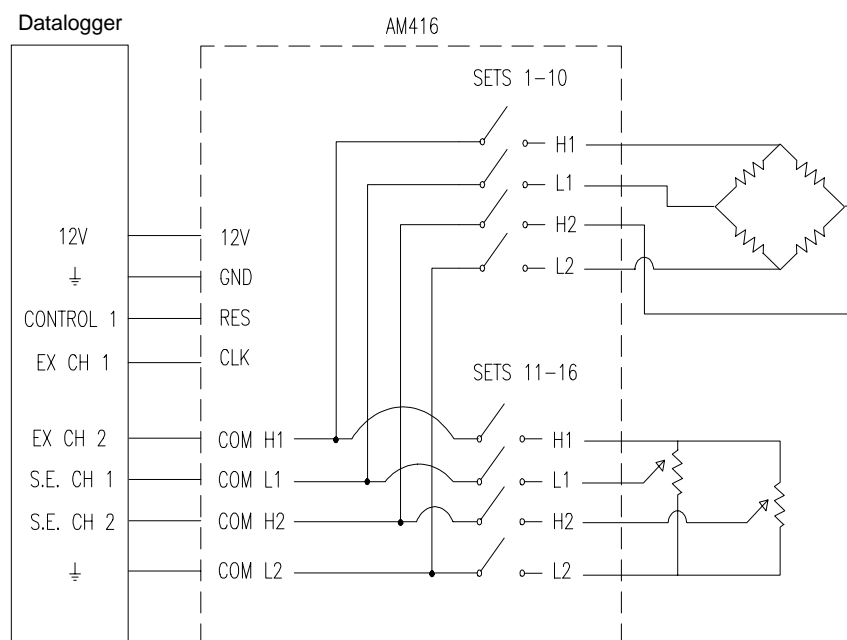 Datalogger
AM416
SETS 1-10
H1
L1
H2
L2
12V
12V
GND
CONTROL 1
RES
EX CH 1
CLK
SETS 11-16
EX CH 2
COM H1
H1
S.E. CH 1
COM L1
L1
S.E. CH 2
COM H2
H2
COM L2
L2